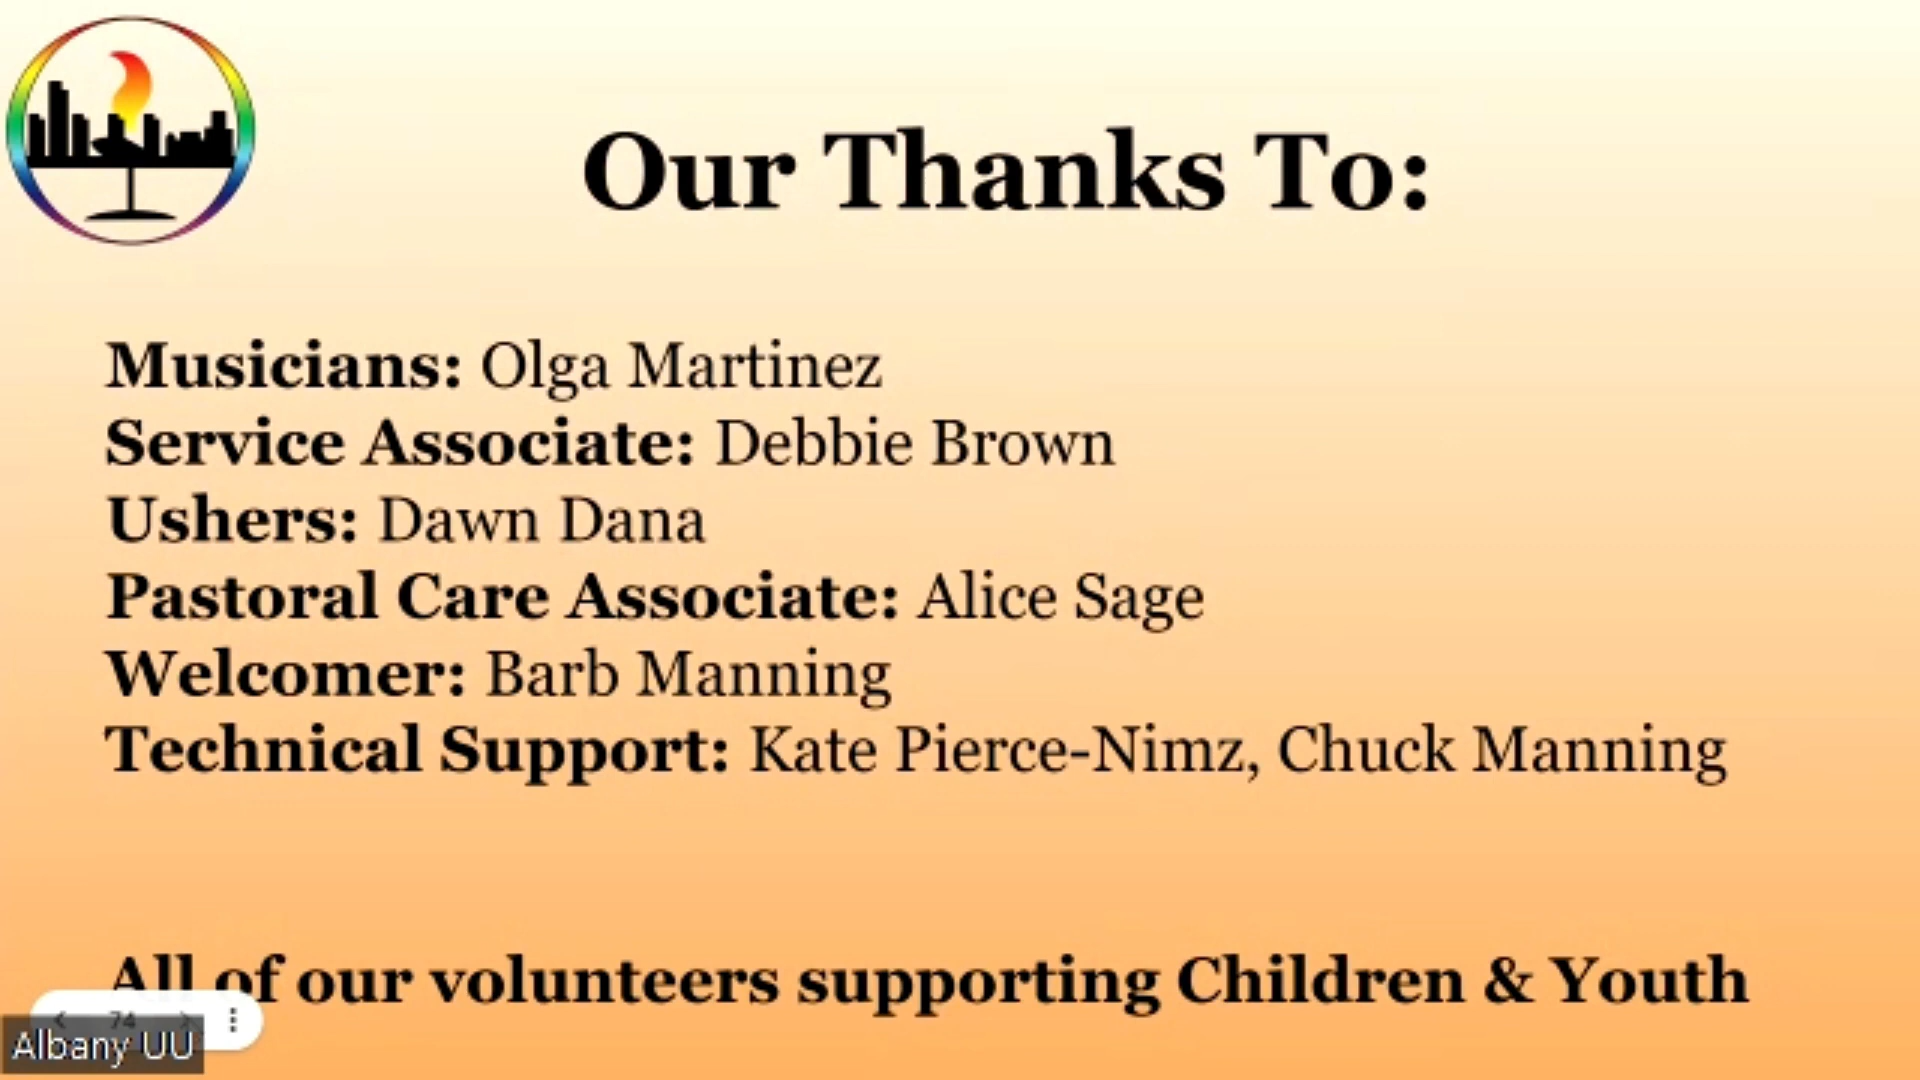 Our Thanks To:
Musicians: Olga Martinez
Service Associate: Debbie Brown
Ushers: Dawn Dana
Pastoral Care Associate: Alice Sage
Welcomer: Barb Manning
Technical Support: Kate Pierce-Nimz, Chuck Manning
All of our volunteers supporting Children & Youth
74
Albany UU